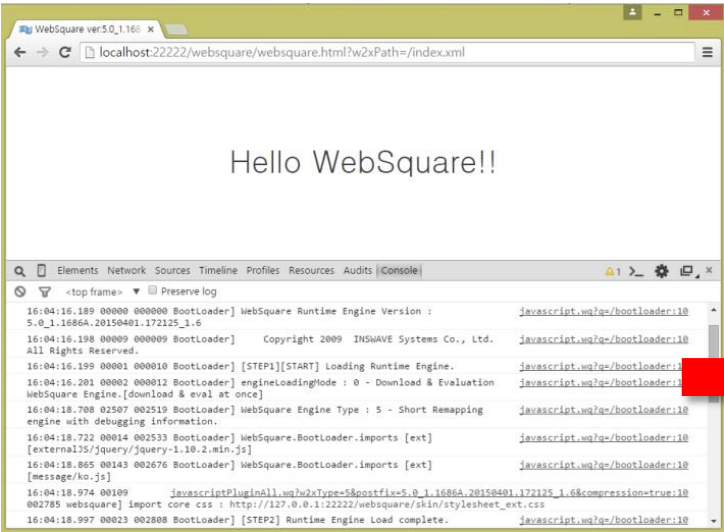 WebSquare ver:5.0_1.168
localhost:22222/websquare/websquare.html?w2xPath=/index.xml
Hello WebSquare!!
Elements Network Sources Timeline Profiles Resources Audits Console 1
<top frame> Preserve log
16:04:16.189 00000 000000 BootLoader] WebSquare Runtime Engine Version : javascript.wq?q=/bootloader:10
5.0_1.1686A.20150401.172125_1.6
16:04:16.198 00009 000009 BootLoader] Copyright 2009 INSWAVE Systems Co., Ltd. javascript.wq?q=/bootloader:10
All Rights Reserved.
16:04:16.199 00001 000010 BootLoader] [STEP1][START] Loading Runtime Engine. javascript.wq?q=/bootloader:1
16:04:16.201 00002 000012 BootLoader] engineLoadingMode : 0 - Download & Evaluation javascript.wq?q=/bootloader:1
WebSquare Engine.[download & eval at once]
16:04:18.708 02507 002519 BootLoader] WebSquare Engine Type : 5 - Short Remapping javascript.wq?q=/bootloader:10
engine with debugging information.
16:04:18.722 00014 002533 BootLoader] WebSquare.BootLoader.imports [ext] javascript.wq?q=/bootloader:10
[externalJS/jquery/jquery-1.10.2.min.js]
16:04:18.865 00143 002676 BootLoader] WebSquare.BootLoader.imports [ext] javascript.wq?q=/bootloader:10
[message/ko.js]
16:04:18.974 00109 javascriptPluginAll.wq?w2xType=5&postfix=5.0_1.1686A.20150401.172125_1.6&compression=true:10
002785 websquare] import core css : http://127.0.0.1:22222/websquare/skin/stylesheet_ext.css
16:04:18.997 00023 002808 BootLoader] [STEP2] Runtime Engine Load complete. javascript.wq?q=/bootloader:10